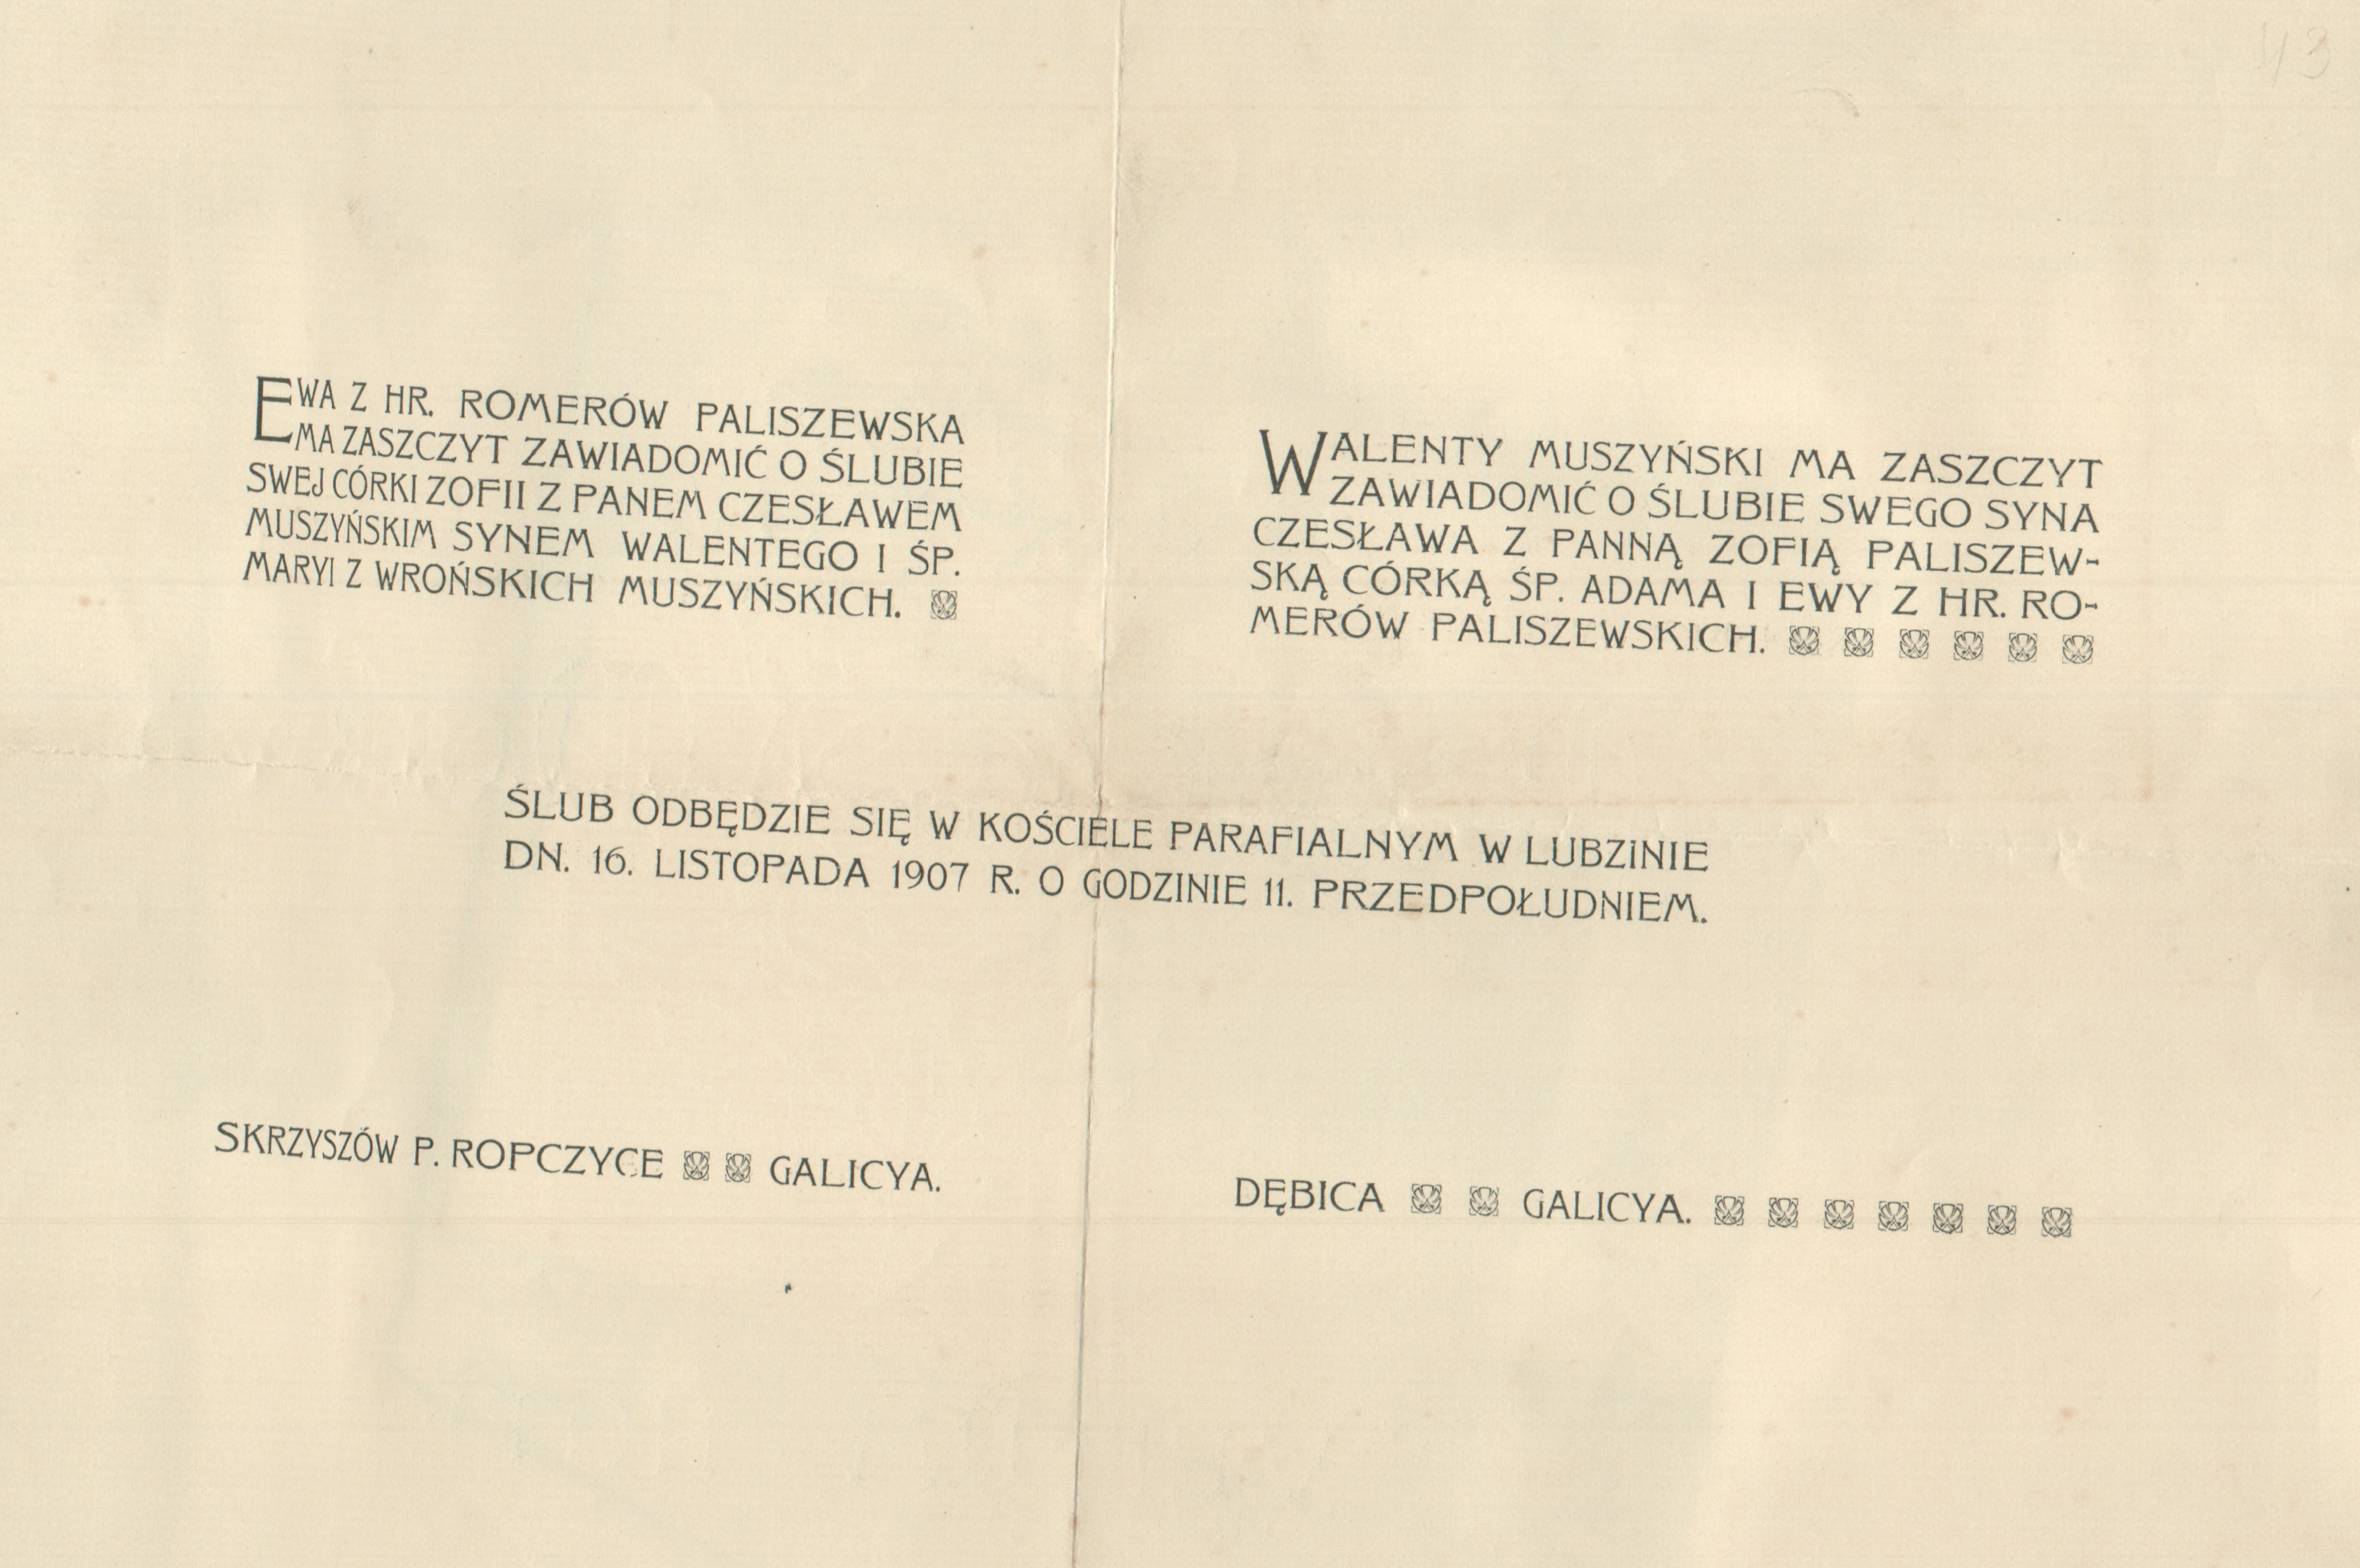 43
EWA Z HR. ROMERÓW PALISZEWSKA
MA ZASZCZYT ZAWIADOMIĆ O ŚLUBIE
SWEJ CÓRKI ZOFII Z PANEM CZESŁAWEM
MUSZYŃSKIM SYNEM WALENTEGO I ŚP.
MARYI Z WROŃSKICH MUSZYŃSKICH.
WALENTY MUSZYŃSKI MA ZASZCZYT
ZAWIADOMIĆ O ŚLUBIE SWEGO SYNA
CZESŁAWA Z PANNĄ ZOFIĄ PALISZEW-
SKĄ CÓRKĄ ŚP. ADAMA I EWY Z HR. RO-
MERÓW PALISZEWSKICH.
ŚLUB ODBĘDZIE SIĘ W KOŚCIELE PARAFIALNYM W LUBZINIE
DN. 16. LISTOPADA 1907 R. O GODZINIE 11. PRZEDPOŁUDNIEM.
SKRZYSZÓW P. ROPCZYCE GALICYA.
DĘBICA GALICYA.